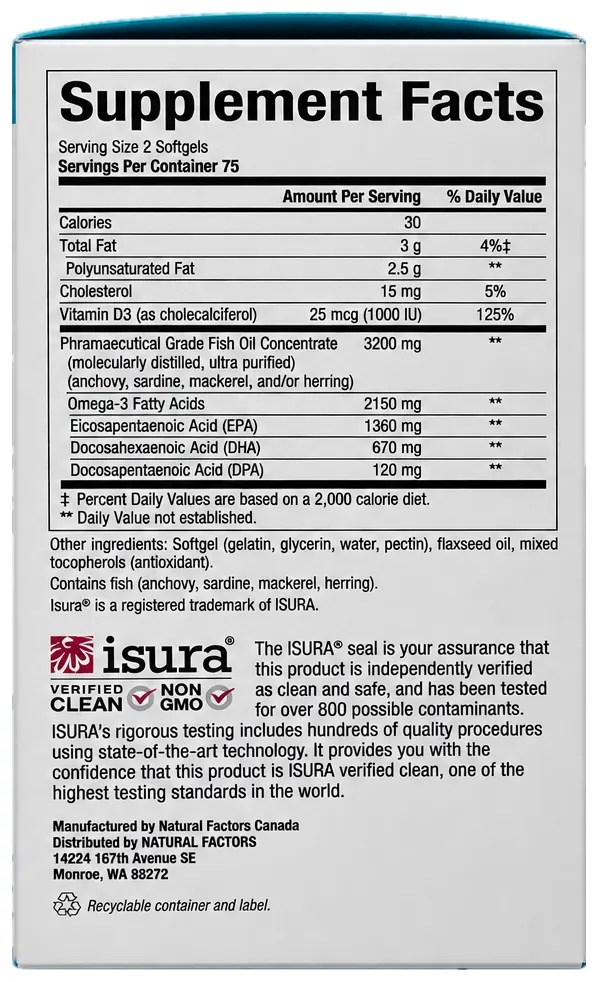 Supplement Facts
Serving Size 2 Softgels
Servings Per Container 75
Amount Per Serving % Daily Value
Calories 30
Total Fat 3 g 4%‡
Polyunsaturated Fat 2.5 g **
Cholesterol 15 mg 5%
Vitamin D3 (as cholecalciferol) 25 mcg (1000 IU) 125%
Phramaecutical Grade Fish Oil Concentrate 3200 mg **
(molecularly distilled, ultra purified)
(anchovy, sardine, mackerel, and/or herring)
Omega-3 Fatty Acids 2150 mg **
Eicosapentaenoic Acid (EPA) 1360 mg **
Docosahexaenoic Acid (DHA) 670 mg **
Docosapentaenoic Acid (DPA) 120 mg **
‡ Percent Daily Values are based on a 2,000 calorie diet.
** Daily Value not established.
Other ingredients: Softgel (gelatin, glycerin, water, pectin), flaxseed oil, mixed
tocopherols (antioxidant).
Contains fish (anchovy, sardine, mackerel, herring).
Isura® is a registered trademark of ISURA.
isura®
VERIFIED CLEAN NON GMO
The ISURA® seal is your assurance that
this product is independently verified
as clean and safe, and has been tested
for over 800 possible contaminants.
ISURA's rigorous testing includes hundreds of quality procedures
using state-of-the-art technology. It provides you with the
confidence that this product is ISURA verified clean, one of the
highest testing standards in the world.
Manufactured by Natural Factors Canada
Distributed by NATURAL FACTORS
14224 167th Avenue SE
Monroe, WA 88272
Recyclable container and label.